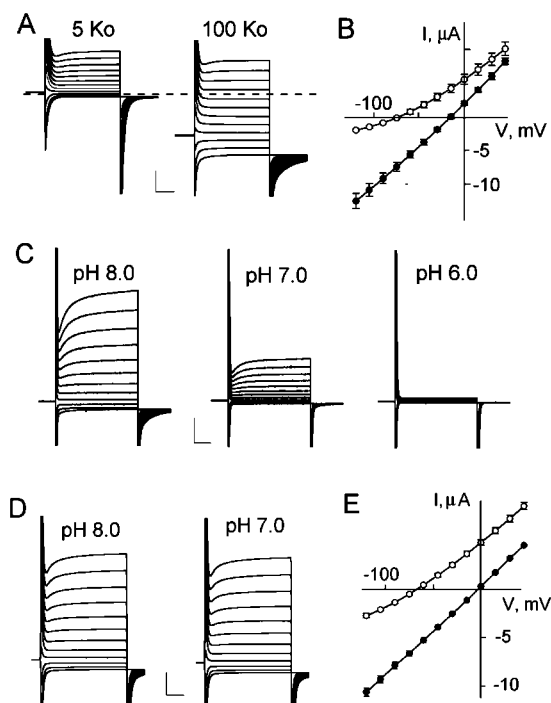 A
5 Ko
100 Ko
B
I, μA
-100
V, mV
-5
-10
C
pH 8.0
pH 7.0
pH 6.0
D
pH 8.0
pH 7.0
E
I, μA
-100
V, mV
-5
-10